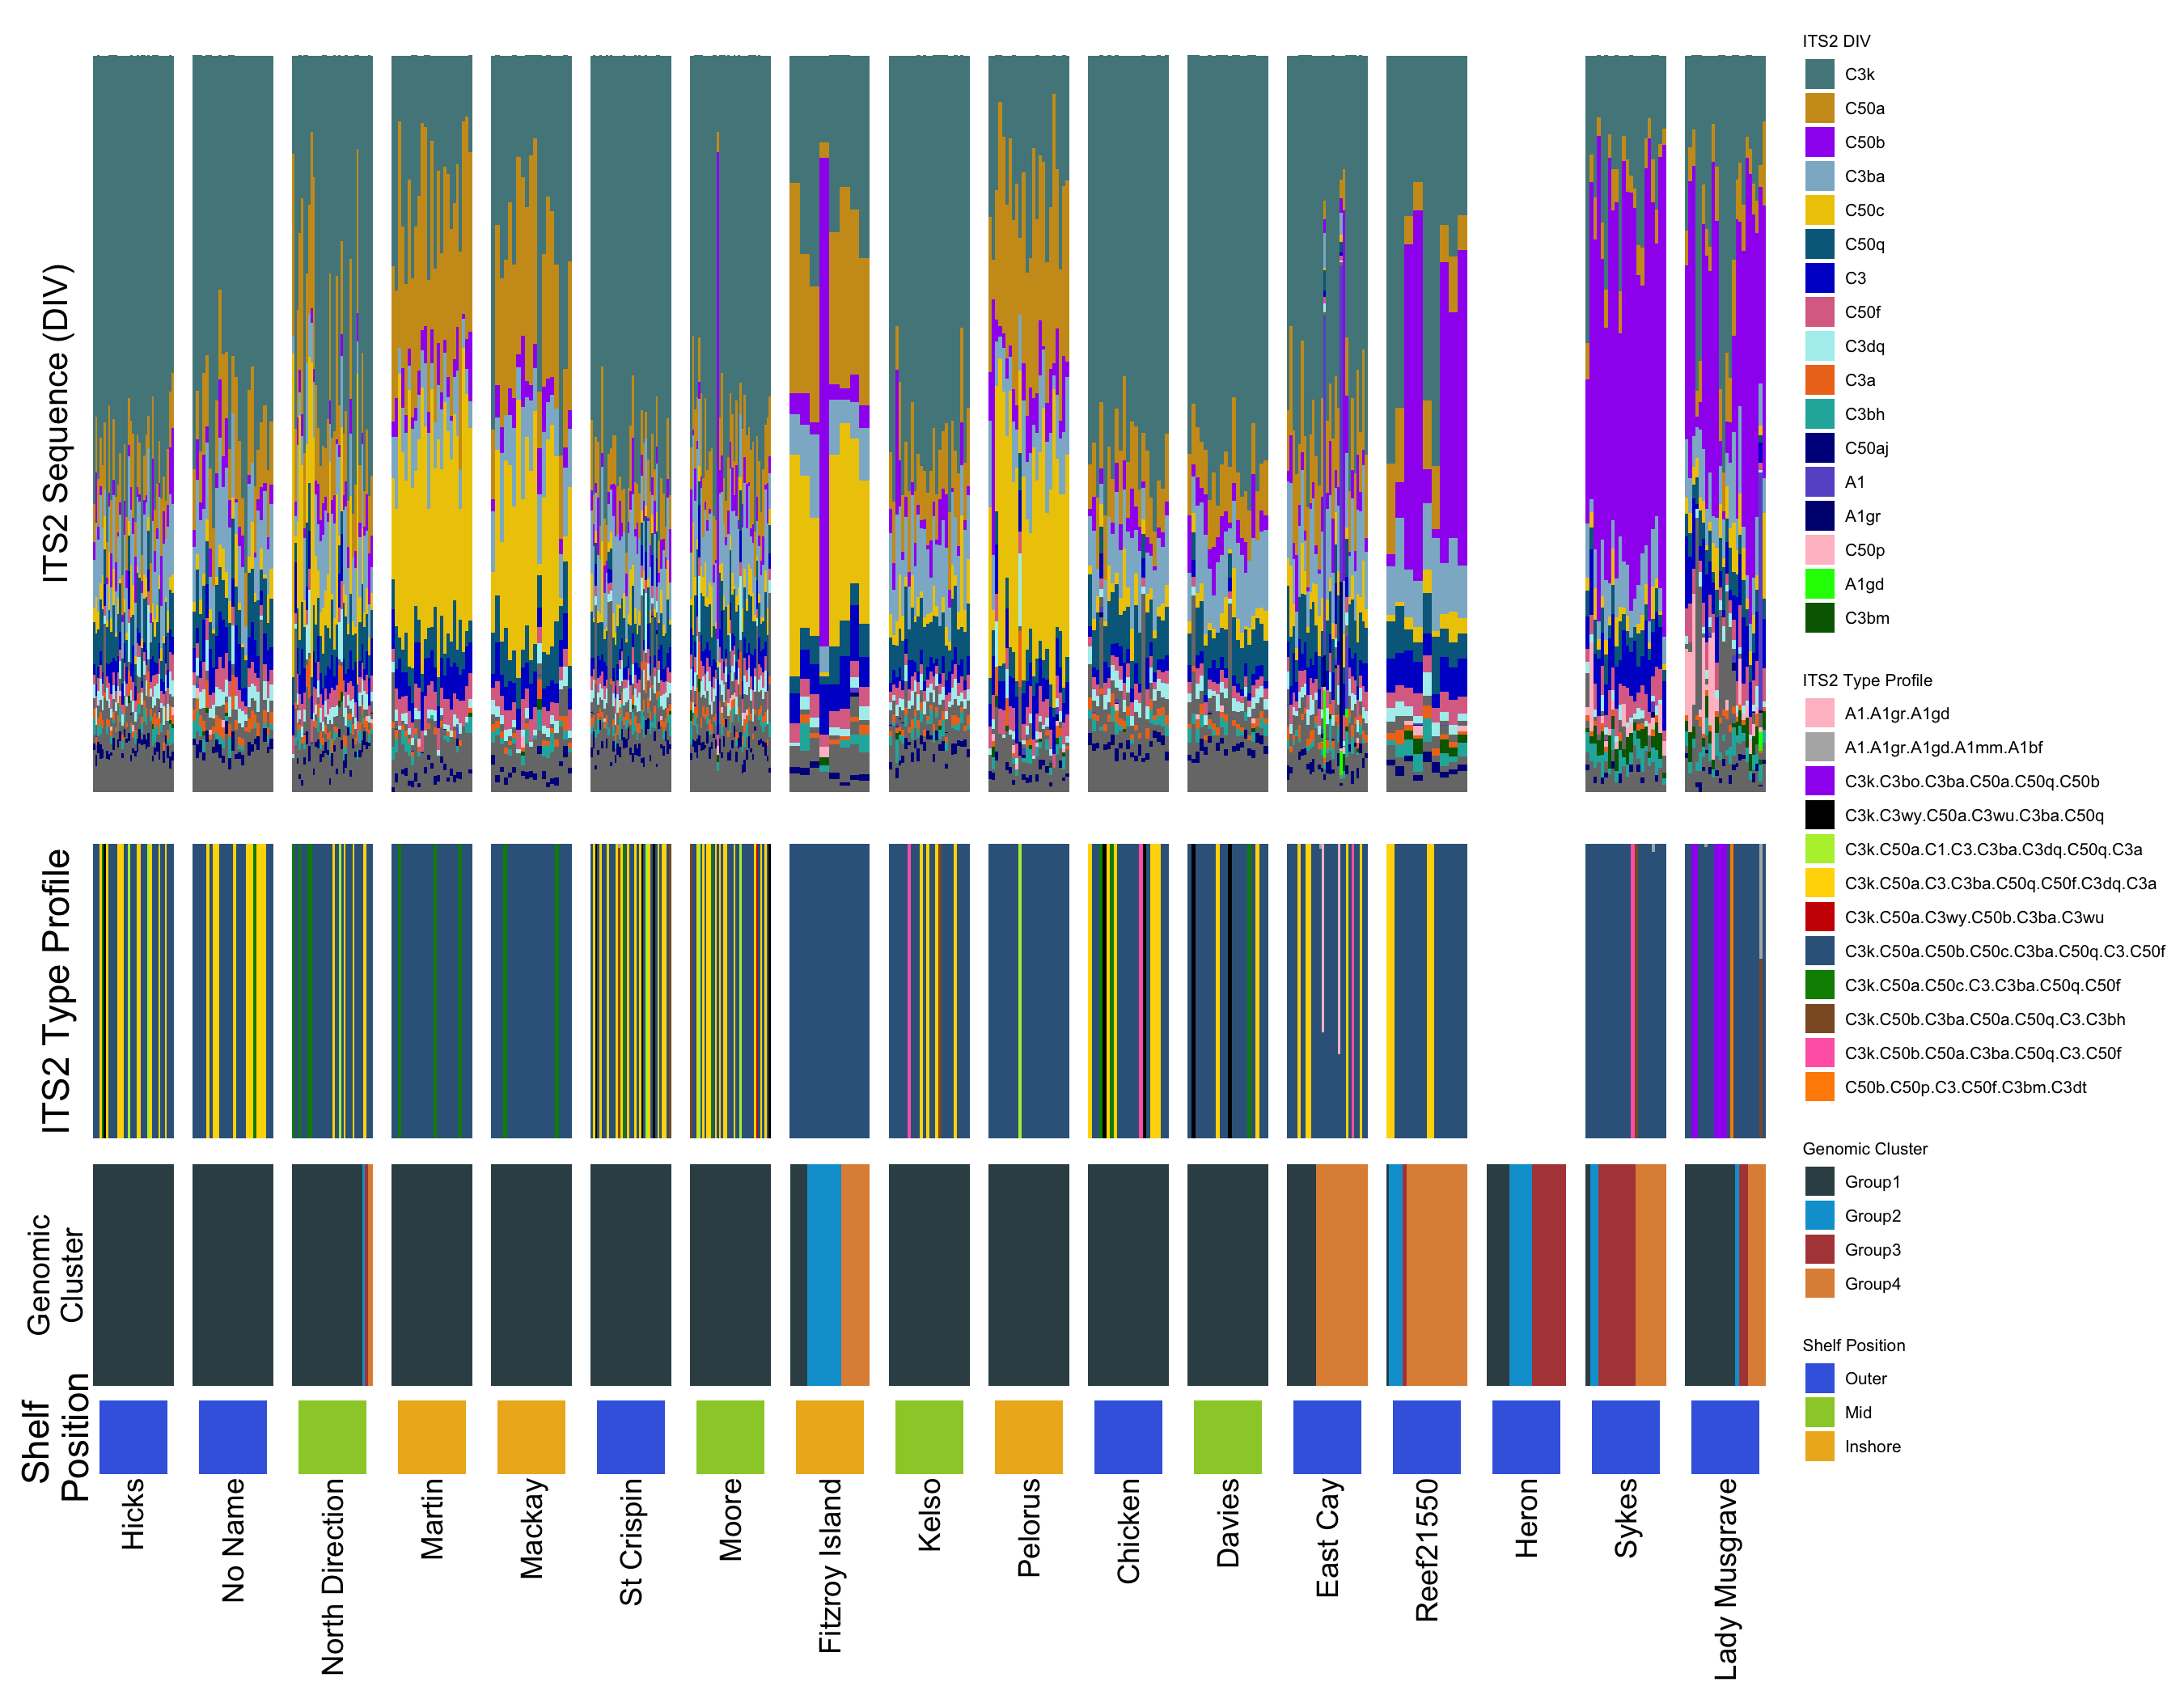 ITS2 Sequence (DIV)
ITS2 Type Profile
Genomic
Cluster
Shelf
Position
Hicks
No Name
North Direction
Martin
Mackay
St Crispin
Moore
Fitzroy Island
Kelso
Pelorus
Chicken
Davies
East Cay
Reef21550
Heron
Sykes
Lady Musgrave
ITS2 DIV
C3k
C50a
C50b
C3ba
C50c
C50q
C3
C50f
C3dq
C3a
C3bh
C50aj
A1
A1gr
C50p
A1gd
C3bm
ITS2 Type Profile
A1.A1gr.A1gd
A1.A1gr.A1gd.A1mm.A1bf
C3k.C3bo.C3ba.C50a.C50q.C50b
C3k.C3wy.C50a.C3wu.C3ba.C50q
C3k.C50a.C1.C3.C3ba.C3dq.C50q.C3a
C3k.C50a.C3.C3ba.C50q.C50f.C3dq.C3a
C3k.C50a.C3wy.C50b.C3ba.C3wu
C3k.C50a.C50b.C50c.C3ba.C50q.C3.C50f
C3k.C50a.C50c.C3.C3ba.C50q.C50f
C3k.C50b.C3ba.C50a.C50q.C3.C3bh
C3k.C50b.C50a.C3ba.C50q.C3.C50f
C50b.C50p.C3.C50f.C3bm.C3dt
Genomic Cluster
Group1
Group2
Group3
Group4
Shelf Position
Outer
Mid
Inshore